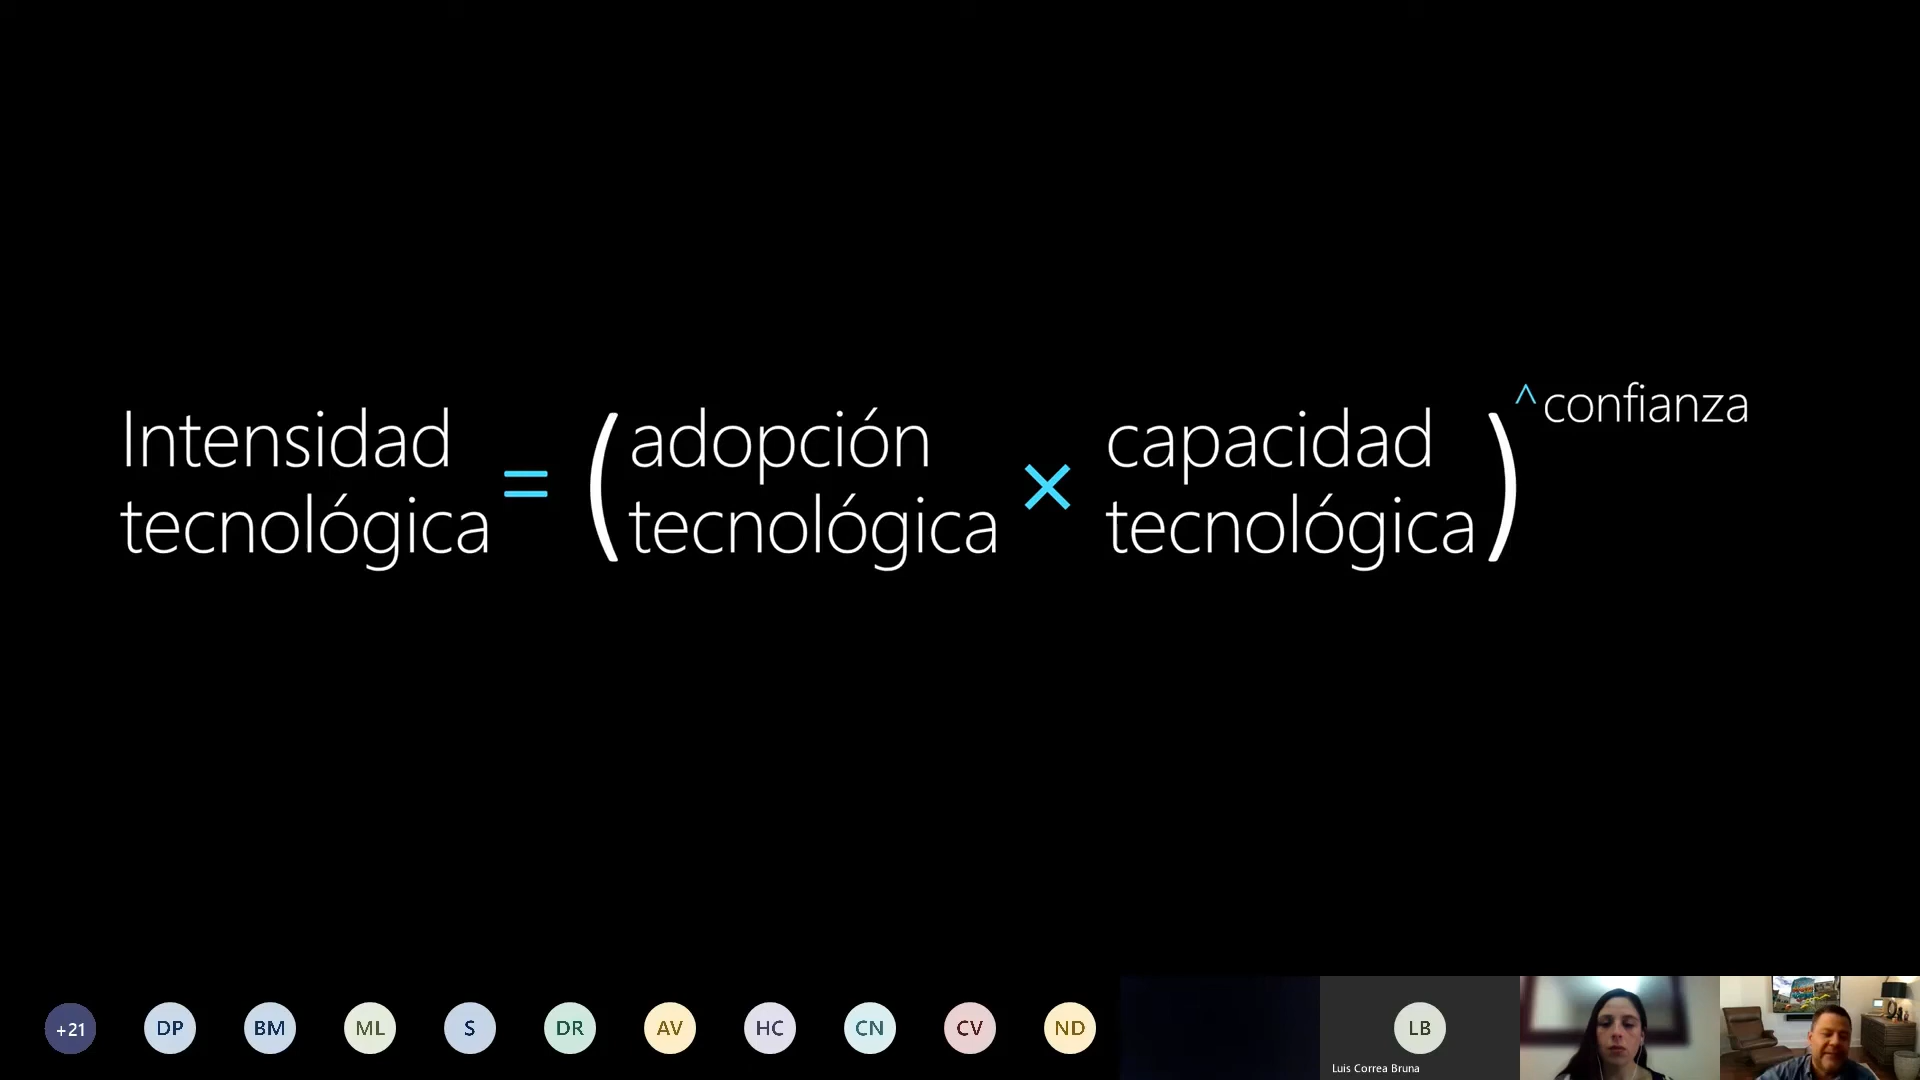 Intensidad
tecnológica
=
(adopción
tecnológica
×
capacidad
tecnológica)
^confianza
+21
DP
BM
ML
S
DR
AV
HC
CN
CV
ND
LB
Luis Correa Bruna